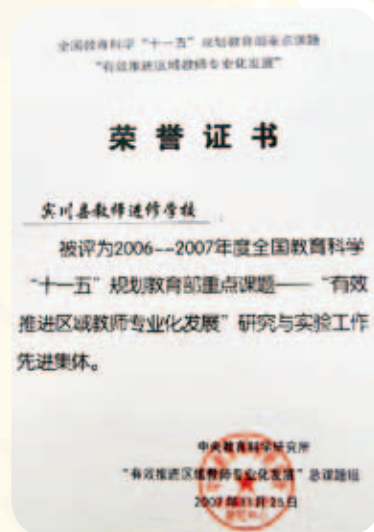 全国教育科学“十一五”规划教育部重点课题
“有效推进区域教师专业化发展”
荣誉证书
宾川县教师进修学校
被评为2006--2007年度全国教育科学
“十一五”规划教育部重点课题——“有效
推进区域教师专业化发展”研究与实验工作
先进集体。
中央教育科学研究所
“有效推进区域教师专业化发展”总课题组
2007年11月25日